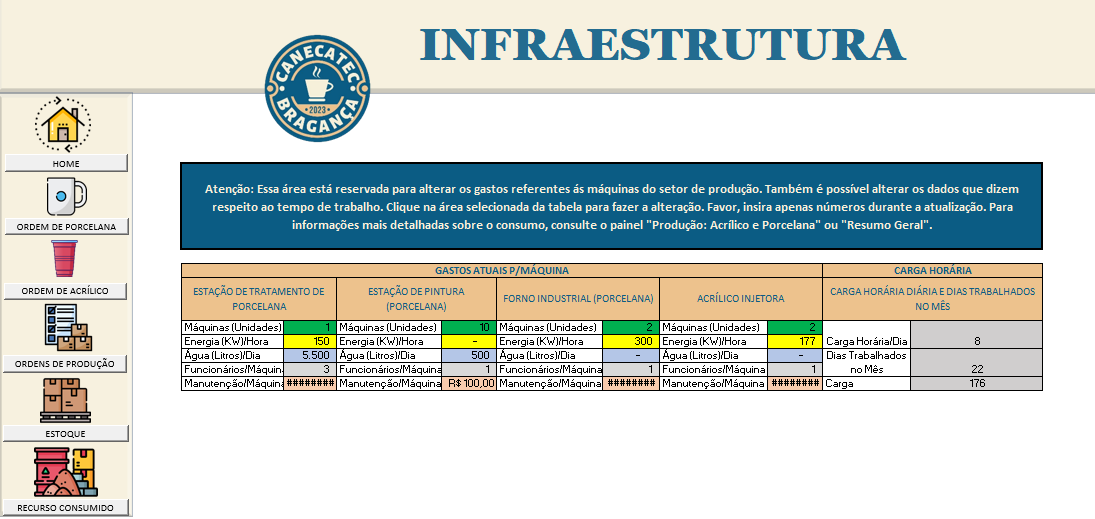 INFRAESTRUTURA
CANECATEC
2023
BRAGANÇA
HOME
ORDEM DE PORCELANA
ORDEM DE ACRÍLICO
ORDENS DE PRODUÇÃO
ESTOQUE
RECURSO CONSUMIDO
Atenção: Essa área está reservada para alterar os gastos referentes ás máquinas do setor de produção. Também é possível alterar os dados que dizem
respeito ao tempo de trabalho. Clique na área selecionada da tabela para fazer a alteração. Favor, insira apenas números durante a atualização. Para
informações mais detalhadas sobre o consumo, consulte o painel "Produção: Acrílico e Porcelana" ou "Resumo Geral".
GASTOS ATUAIS P/MÁQUINA CARGA HORÁRIA
ESTAÇÃO DE TRATAMENTO DE
PORCELANA
ESTAÇÃO DE PINTURA
(PORCELANA)
FORNO INDUSTRIAL (PORCELANA)
ACRÍLICO INJETORA
CARGA HORÁRIA DIÁRIA E DIAS TRABALHADOS
NO MÊS
Máquinas (Unidades) 1 Máquinas (Unidades) 10 Máquinas (Unidades) 2 Máquinas (Unidades) 2
Energia (KW)/Hora 150 Energia (KW)/Hora - Energia (KW)/Hora 300 Energia (KW)/Hora 177 Carga Horária/Dia 8
Água (Litros)/Dia 5.500 Água (Litros)/Dia 500 Água (Litros)/Dia - Água (Litros)/Dia - Dias Trabalhados
Funcionários/Máquina 3 Funcionários/Máquina 1 Funcionários/Máquina 1 Funcionários/Máquina 1 no Mês 22
Manutenção/Máquina ######## Manutenção/Máquina R$ 100,00 Manutenção/Máquina ######## Manutenção/Máquina ######## Carga 176